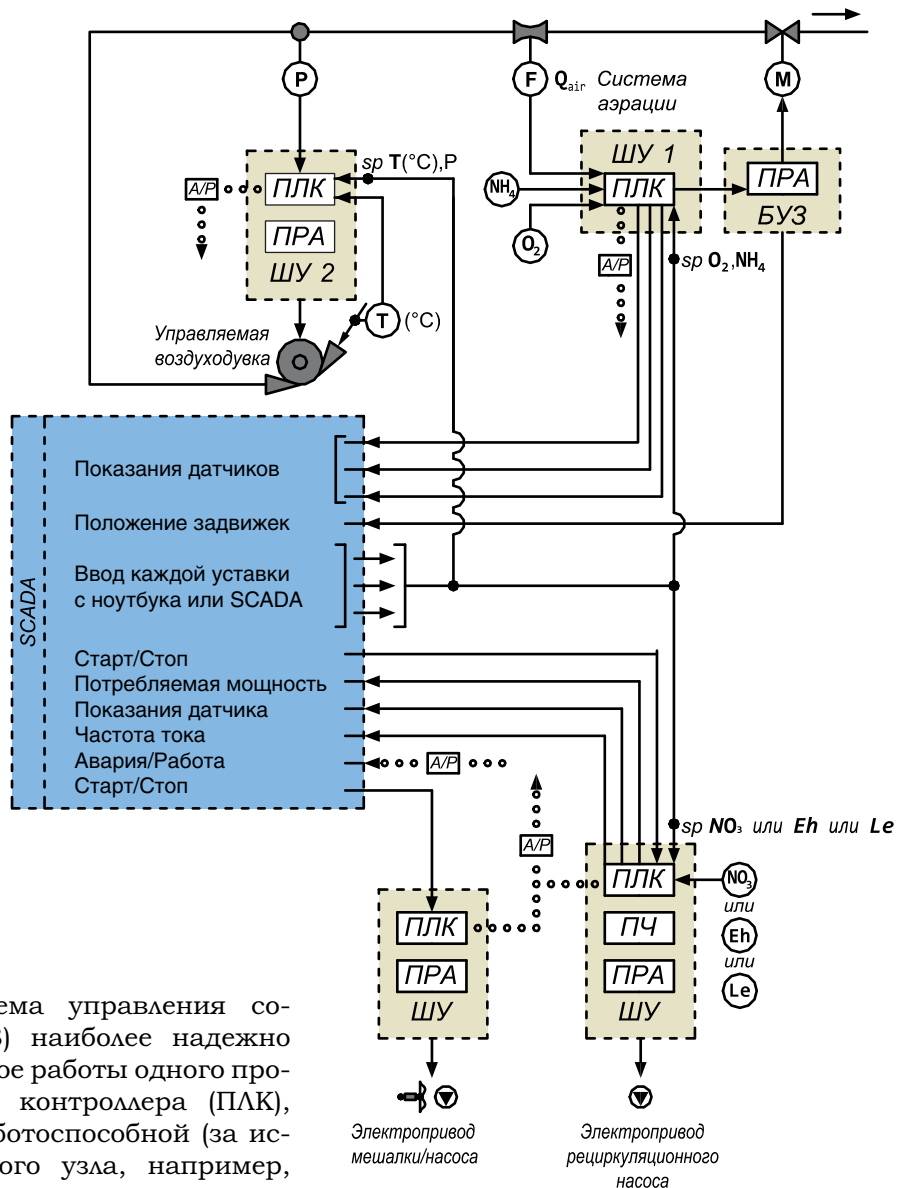 P
F
Q_air Система
аэрации
M
sp T(°C),P
ШУ 1
ПЛК
ПРА
БУЗ
A/P
ПЛК
ПРА
ШУ 2
NH₄
O₂
A/P
sp O₂,NH₄
T (°C)
Управляемая
воздуходувка
SCADA
Показания датчиков
Положение задвижек
Ввод каждой уставки
с ноутбука или SCADA
Старт/Стоп
Потребляемая мощность
Показания датчика
Частота тока
Авария/Работа
Старт/Стоп
A/P
sp NO₃ или Eh или Le
A/P
ПЛК
ПРА
ШУ
ПЛК
ПЧ
ПРА
ШУ
NO₃
или
Eh
или
Le
Электропривод
мешалки/насоса
Электропривод
рециркуляционного
насоса
ема управления со-
) наиболее надежно
ое работы одного про-
контроллера (ПЛК),
ботоспособной (за ис-
ного узла, например,